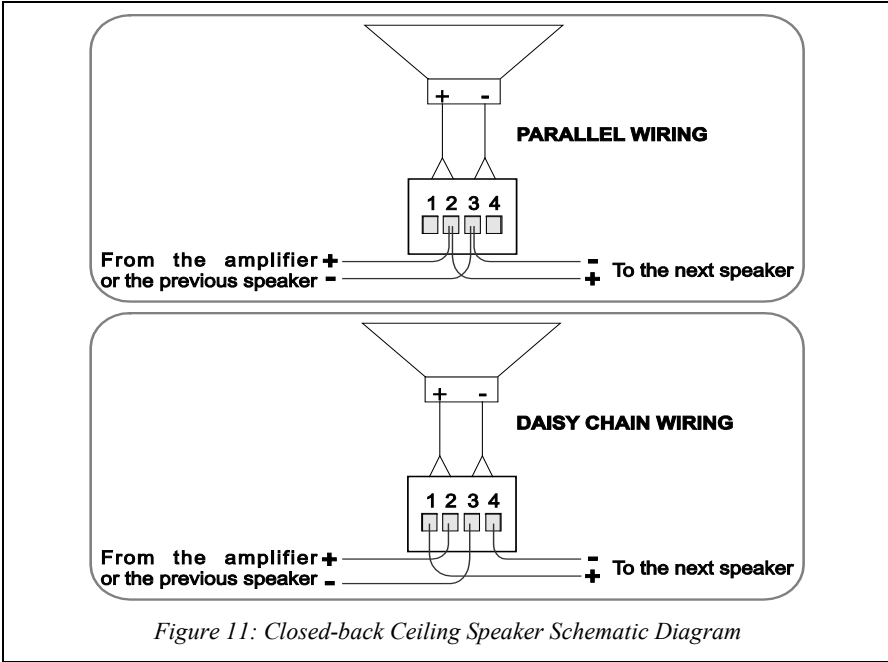 + -
PARALLEL WIRING
1 2 3 4
From the amplifier + -
or the previous speaker - + To the next speaker
+ -
DAISY CHAIN WIRING
1 2 3 4
From the amplifier + -
or the previous speaker - + To the next speaker
Figure 11: Closed-back Ceiling Speaker Schematic Diagram